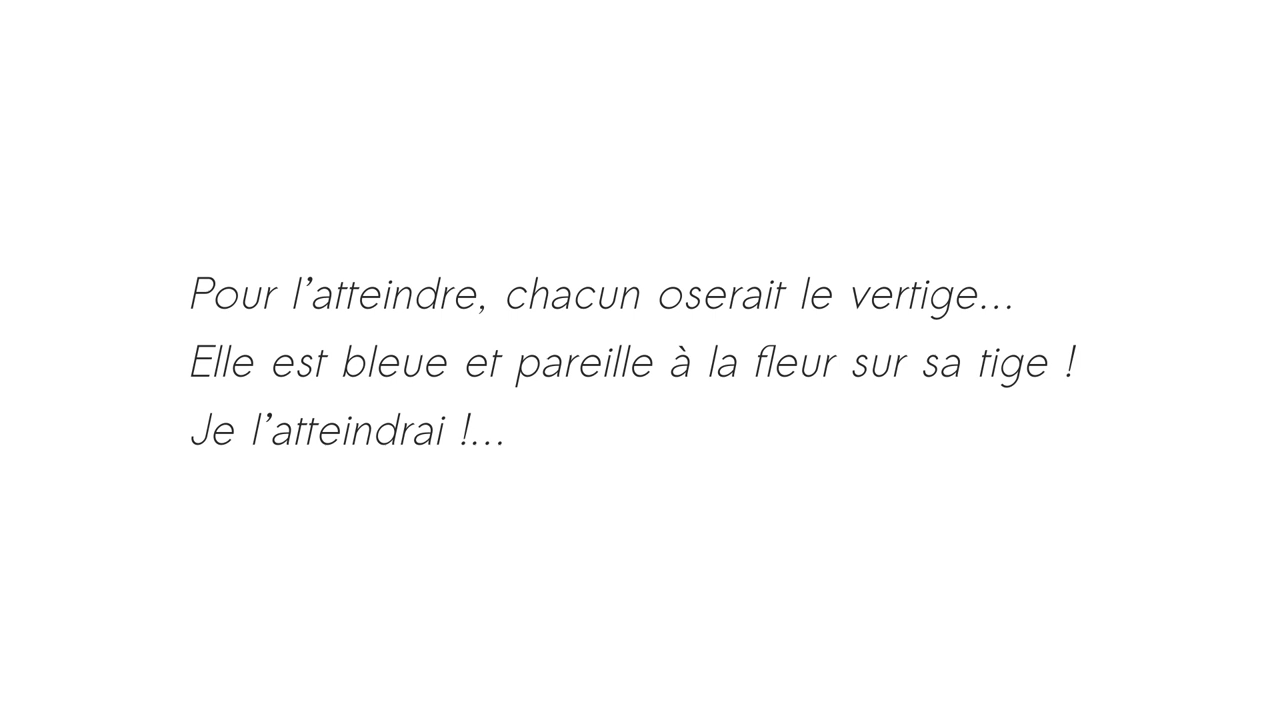 Pour l’atteindre, chacun oserait le vertige...
Elle est bleue et pareille à la fleur sur sa tige !
Je l’atteindrai !...